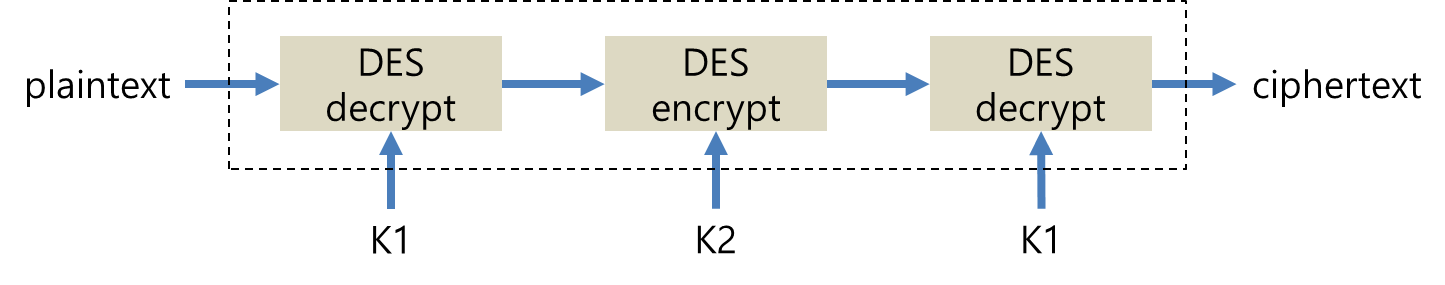 plaintext
DES
decrypt
DES
encrypt
DES
decrypt
ciphertext
K1
K2
K1